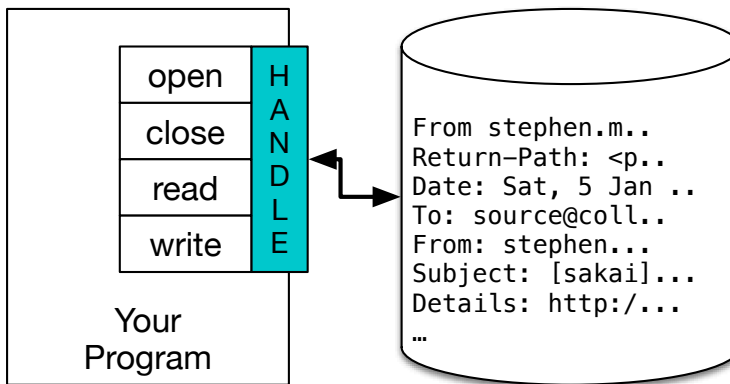 open
close
read
write
HANDLE
Your
Program
From stephen.m..
Return-Path: <p..
Date: Sat, 5 Jan ..
To: source@coll..
From: stephen...
Subject: [sakai]...
Details: http:/...
…